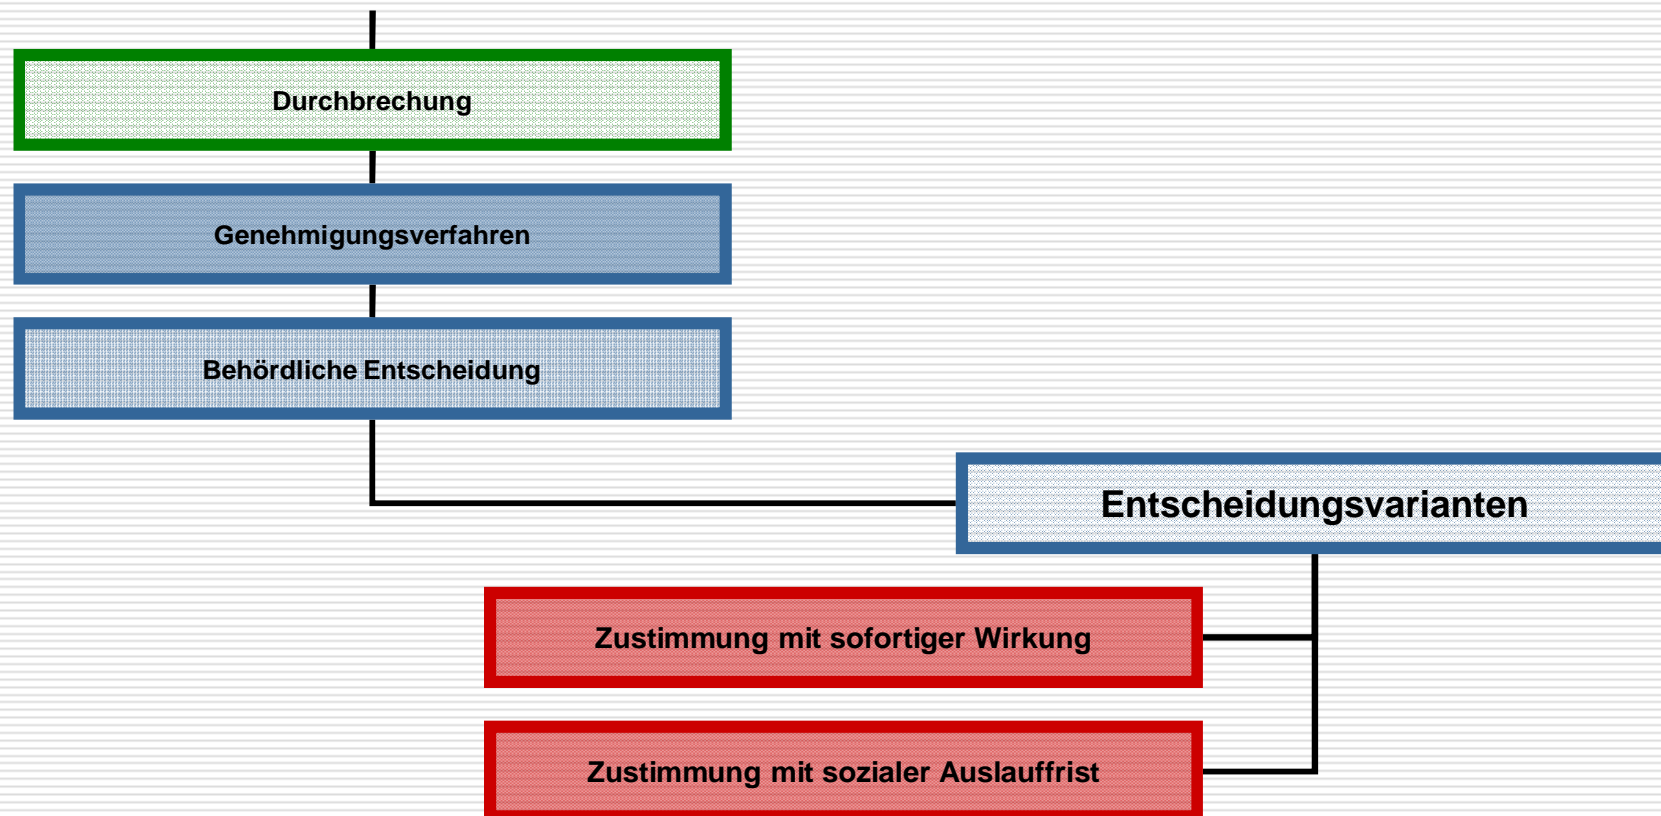 Durchbrechung
Genehmigungsverfahren
Behördliche Entscheidung
Entscheidungsvarianten
Zustimmung mit sofortiger Wirkung
Zustimmung mit sozialer Auslauffrist